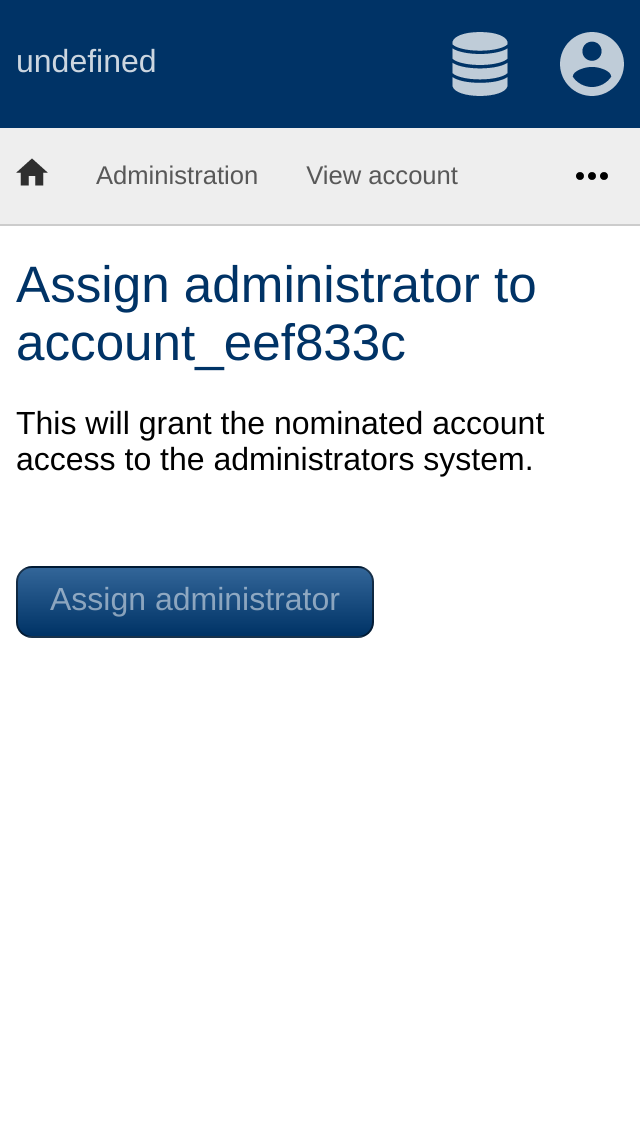 undefined
Administration View account
Assign administrator to
account_eef833c
This will grant the nominated account
access to the administrators system.
Assign administrator